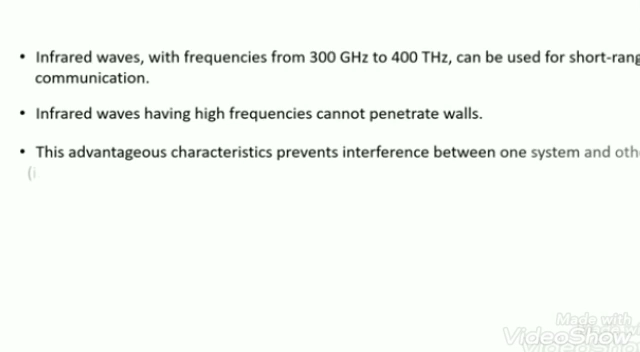 • Infrared waves, with frequencies from 300 GHz to 400 THz, can be used for short-rang
communication.
• Infrared waves having high frequencies cannot penetrate walls.
• This advantageous characteristics prevents interference between one system and oth
(i
Made with
VideoShow